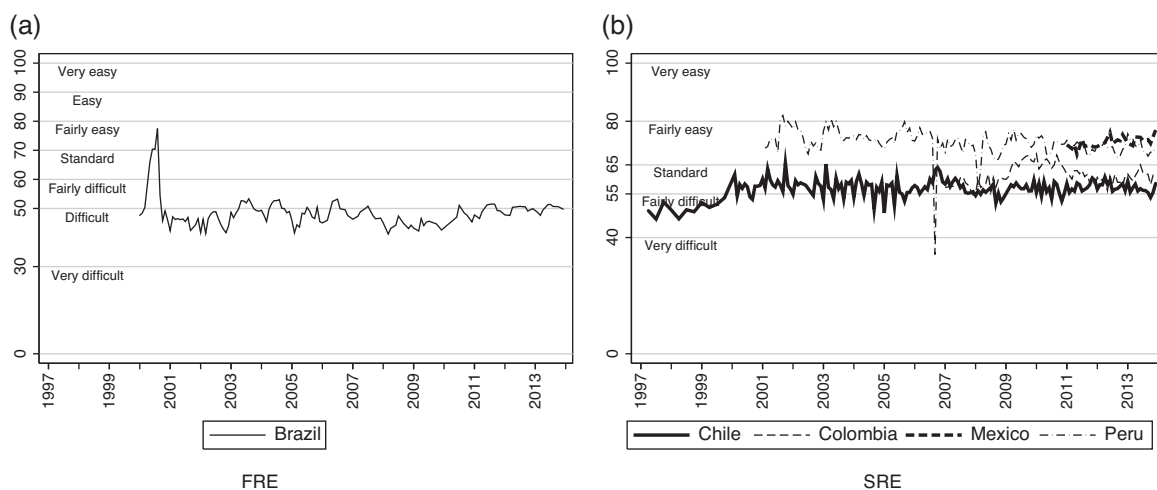 (a)
100
Very easy
90
Easy
80
Fairly easy
70
Standard
60
Fairly difficult
50
Difficult
30
Very difficult
0
1997
1999
2001
2003
2005
2007
2009
2011
2013
Brazil
FRE
(b)
100
Very easy
80
Fairly easy
65
Standard
55
Fairly difficult
40
Very difficult
0
1997
1999
2001
2003
2005
2007
2009
2011
2013
Chile Colombia Mexico Peru
SRE